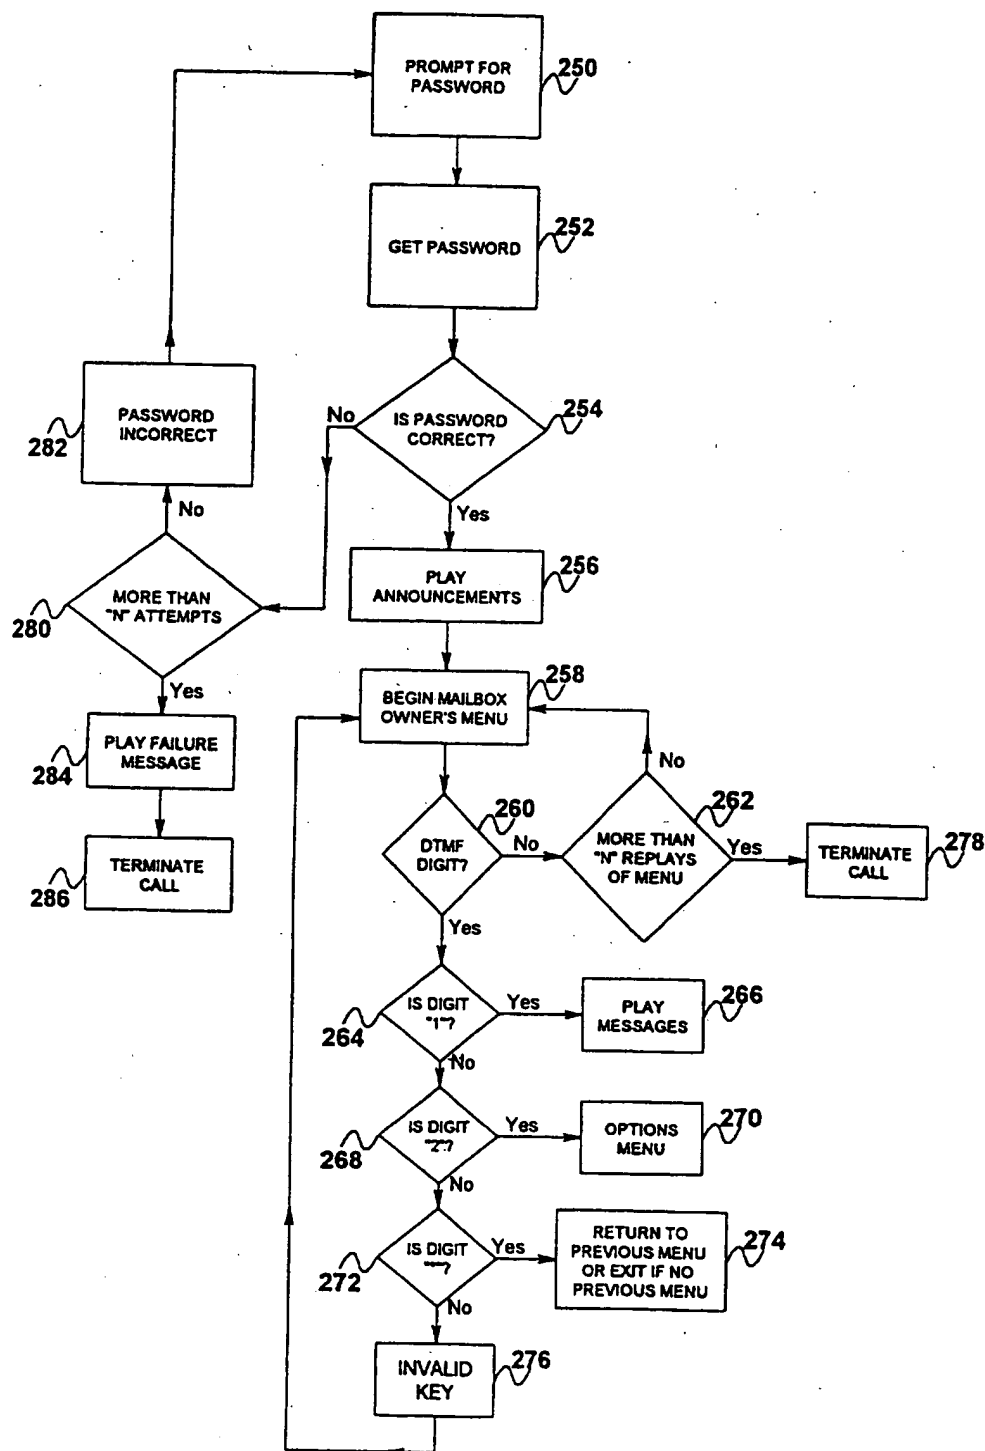 PROMPT FOR
PASSWORD
250
GET PASSWORD
252
IS PASSWORD
CORRECT?
254
No
Yes
PASSWORD
INCORRECT
282
No
MORE THAN
"N" ATTEMPTS
280
Yes
PLAY FAILURE
MESSAGE
284
TERMINATE
CALL
286
PLAY
ANNOUNCEMENTS
256
BEGIN MAILBOX
OWNER'S MENU
258
DTMF
DIGIT?
260
No
Yes
MORE THAN
"N" REPLAYS
OF MENU
262
No
Yes
TERMINATE
CALL
278
IS DIGIT
"1"?
264
Yes
No
PLAY
MESSAGES
266
IS DIGIT
"2"?
268
Yes
No
OPTIONS
MENU
270
IS DIGIT
"*"?
272
Yes
No
RETURN TO
PREVIOUS MENU
OR EXIT IF NO
PREVIOUS MENU
274
INVALID
KEY
276